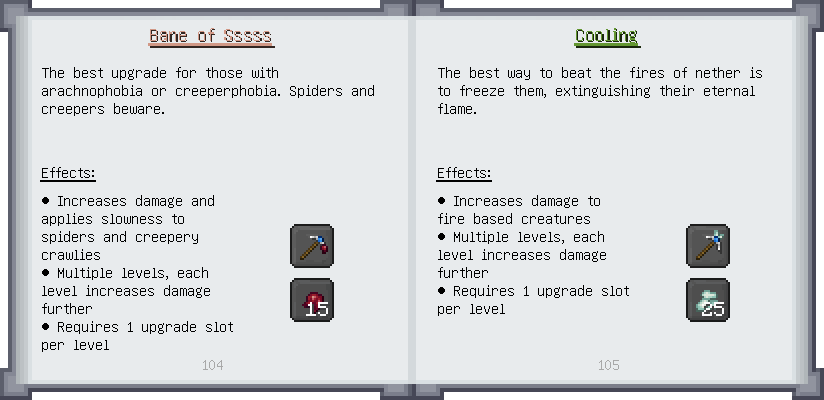 Bane of Sssss
The best upgrade for those with
arachnophobia or creeperphobia. Spiders and
creepers beware.
Effects:
• Increases damage and
applies slowness to
spiders and creepery
crawlies
• Multiple levels, each
level increases damage
further
• Requires 1 upgrade slot
per level
15
104
Cooling
The best way to beat the fires of nether is
to freeze them, extinguishing their eternal
flame.
Effects:
• Increases damage to
fire based creatures
• Multiple levels, each
level increases damage
further
• Requires 1 upgrade slot
per level
25
105